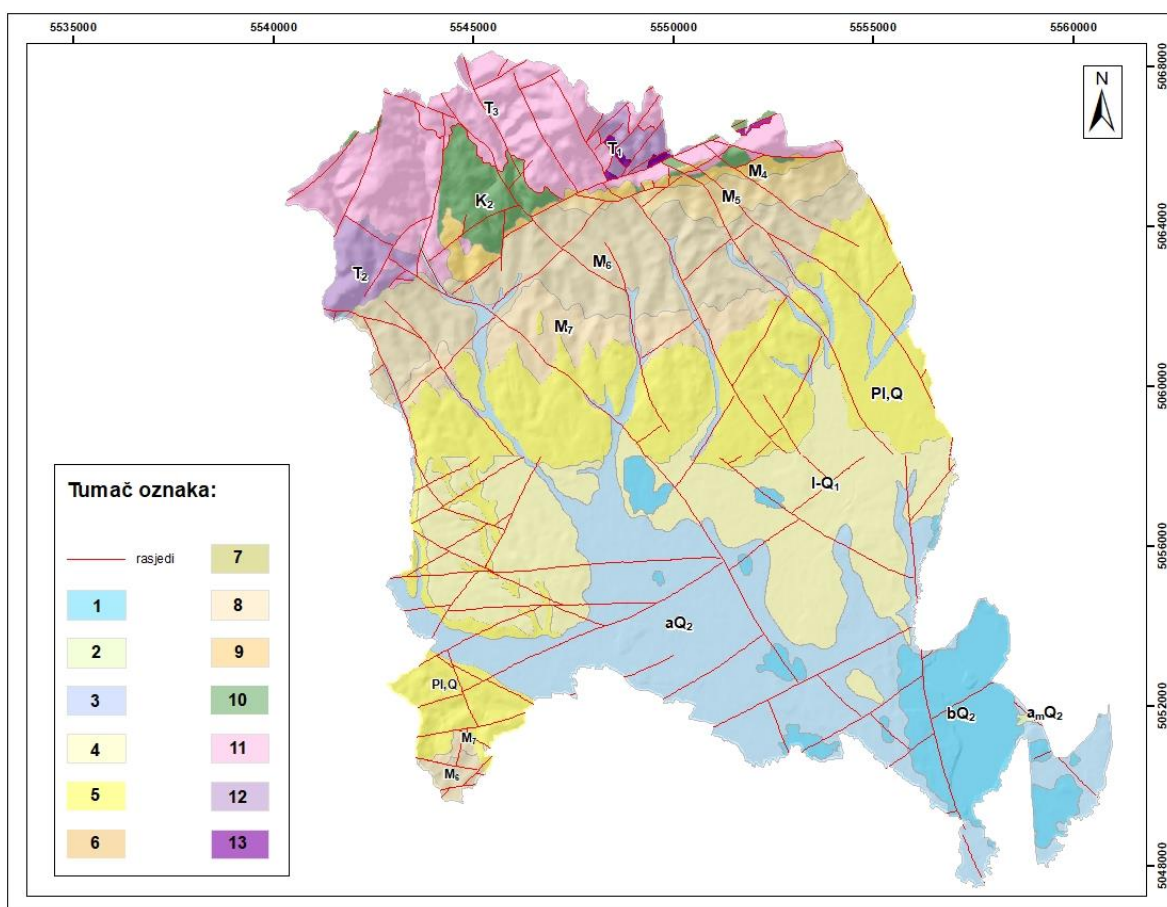 5535000 5540000 5545000 5550000 5555000 5560000
N
5068000
T₃
T₁
M₄
K₂
M₅
5064000
M₆
T₂
M₇
5060000
Pl,Q
l-Q₁
5056000
aQ₂
Pl,Q
5052000
bQ₂
aₘQ₂
M₇
M₆
5048000
Tumač oznaka:
rasjedi
1
2
3
4
5
6
7
8
9
10
11
12
13